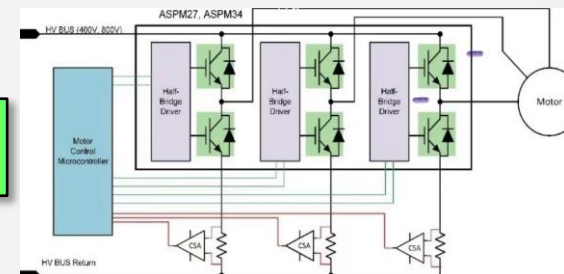 ASPM27, ASPM34
HV BUS (400V, 800V)
Half-
Bridge
Driver
Half-
Bridge
Driver
Half-
Bridge
Driver
Motor
Motor
Control
Microcontroller
CSA
CSA
CSA
HV BUS Return